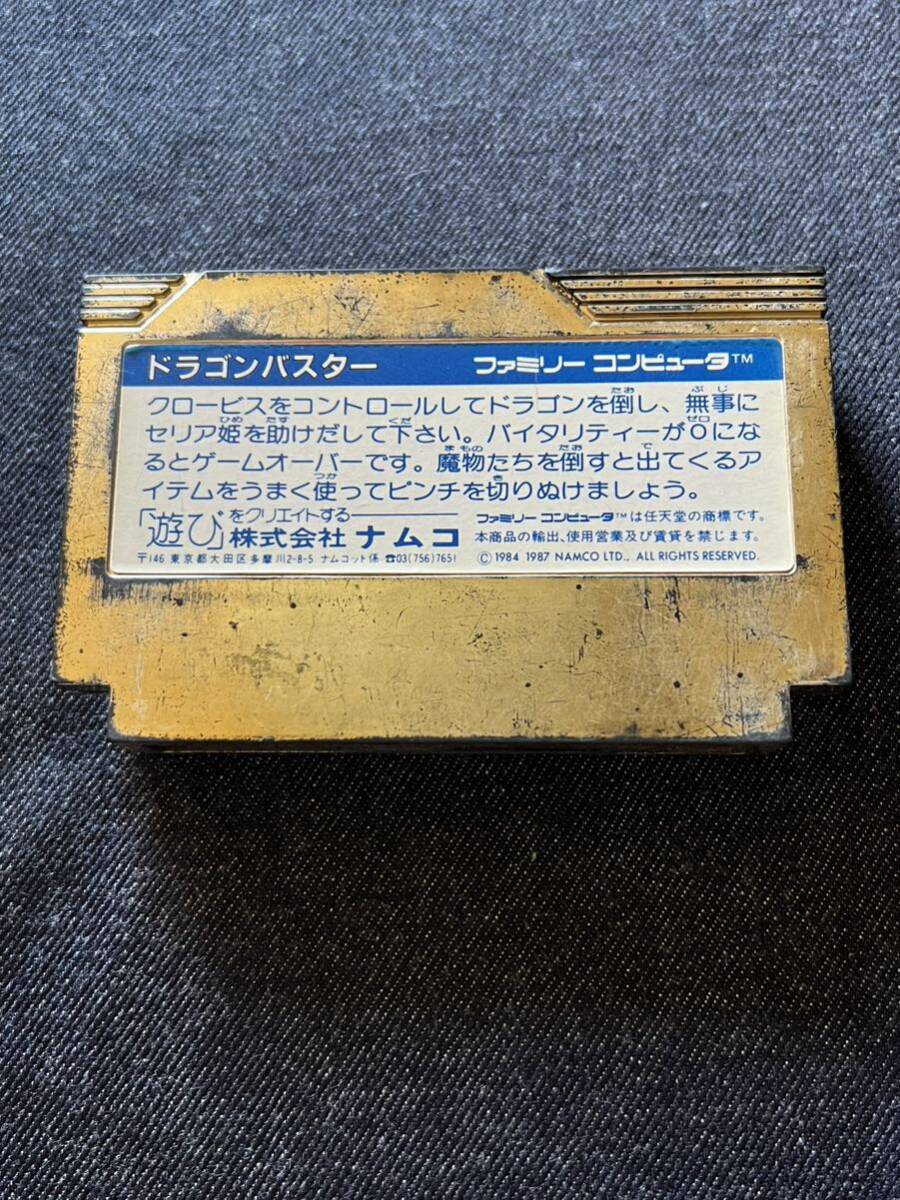 ドラゴンバスター ファミリー コンピュータ™
クロービスをコントロールしてドラゴンを倒し、無事に
セリア姫を助けだして下さい。バイタリティーが0にな
るとゲームオーバーです。魔物たちを倒すと出てくるア
イテムをうまく使ってピンチを切りぬけましょう。
「遊び」をクリエイトする――株式会社ナムコ
〒146 東京都大田区多摩川2-8-5 ナムコット係 ☎03(756)7651
ファミリー コンピュータ™は任天堂の商標です。
本商品の輸出、使用営業及び賃貸を禁じます。
©1984 1987 NAMCO LTD., ALL RIGHTS RESERVED.